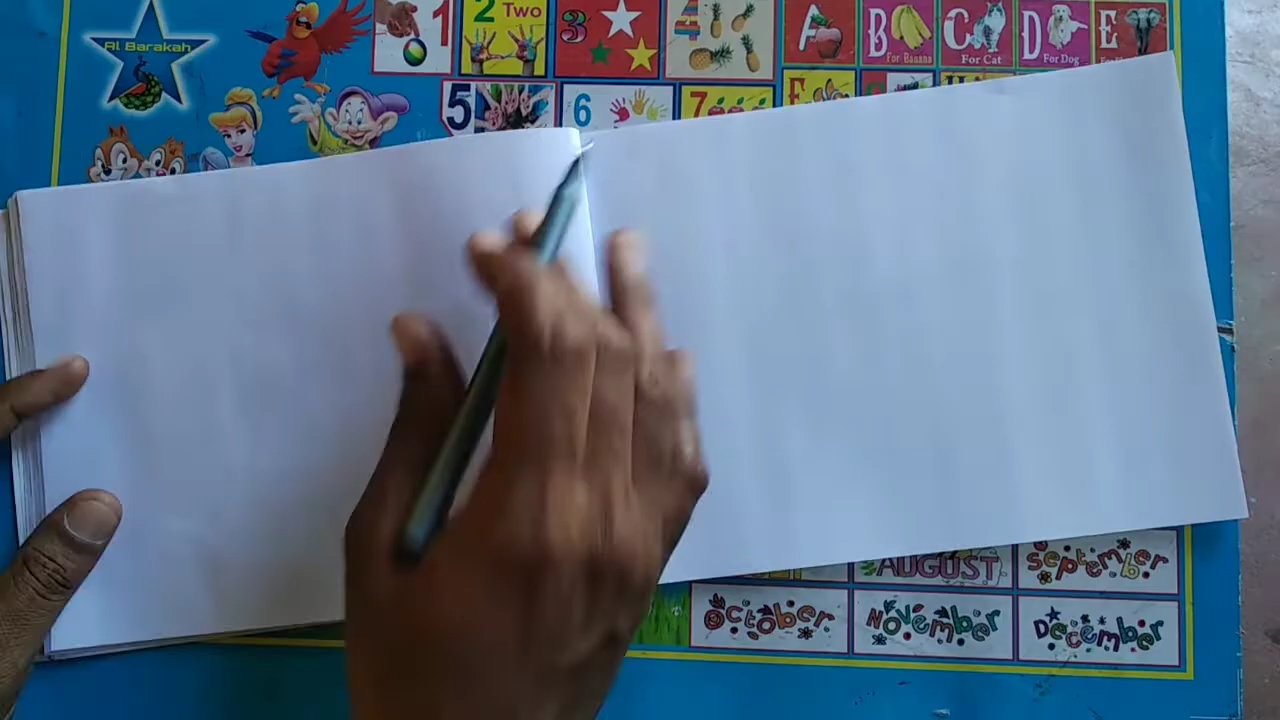 Al Barakah
1
2 Two
3
4
A
B
For Banana
C
For Cat
D
For Dog
E
5
6
7
AUGUST
September
October
November
December